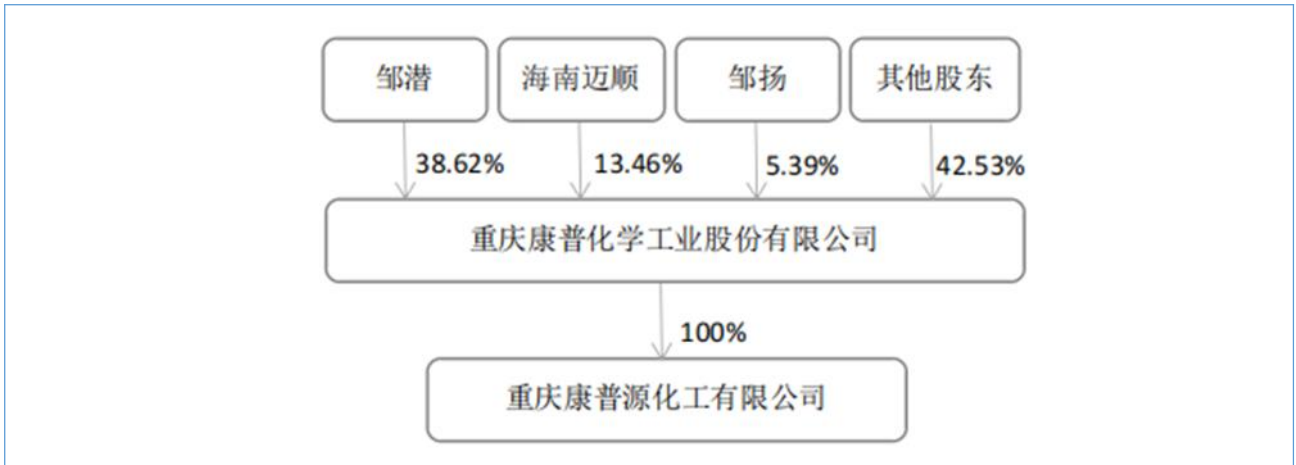 邹潜
海南迈顺
邹扬
其他股东
38.62%
13.46%
5.39%
42.53%
重庆康普化学工业股份有限公司
100%
重庆康普源化工有限公司